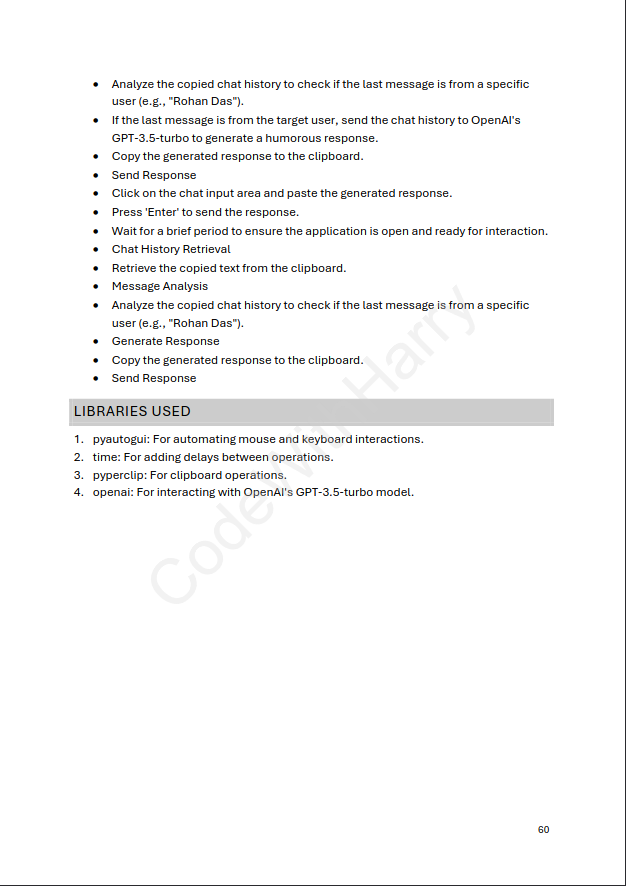 • Analyze the copied chat history to check if the last message is from a specific
user (e.g., "Rohan Das").
• If the last message is from the target user, send the chat history to OpenAI's
GPT-3.5-turbo to generate a humorous response.
• Copy the generated response to the clipboard.
• Send Response
• Click on the chat input area and paste the generated response.
• Press 'Enter' to send the response.
• Wait for a brief period to ensure the application is open and ready for interaction.
• Chat History Retrieval
• Retrieve the copied text from the clipboard.
• Message Analysis
• Analyze the copied chat history to check if the last message is from a specific
user (e.g., "Rohan Das").
• Generate Response
• Copy the generated response to the clipboard.
• Send Response
LIBRARIES USED
1. pyautogui: For automating mouse and keyboard interactions.
2. time: For adding delays between operations.
3. pyperclip: For clipboard operations.
4. openai: For interacting with OpenAI's GPT-3.5-turbo model.
CodeWithHarry
60